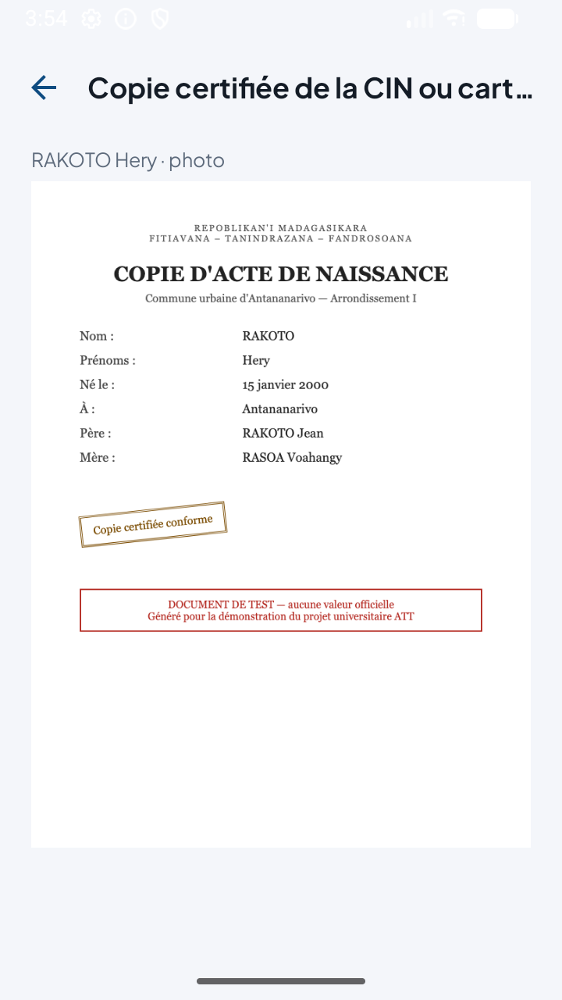 3:54
Copie certifiée de la CIN ou cart…
RAKOTO Hery · photo
REPOBLIKAN'I MADAGASIKARA
FITIAVANA – TANINDRAZANA – FANDROSOANA
COPIE D'ACTE DE NAISSANCE
Commune urbaine d'Antananarivo — Arrondissement I
Nom : RAKOTO
Prénoms : Hery
Né le : 15 janvier 2000
À : Antananarivo
Père : RAKOTO Jean
Mère : RASOA Voahangy
Copie certifiée conforme
DOCUMENT DE TEST — aucune valeur officielle
Généré pour la démonstration du projet universitaire ATT